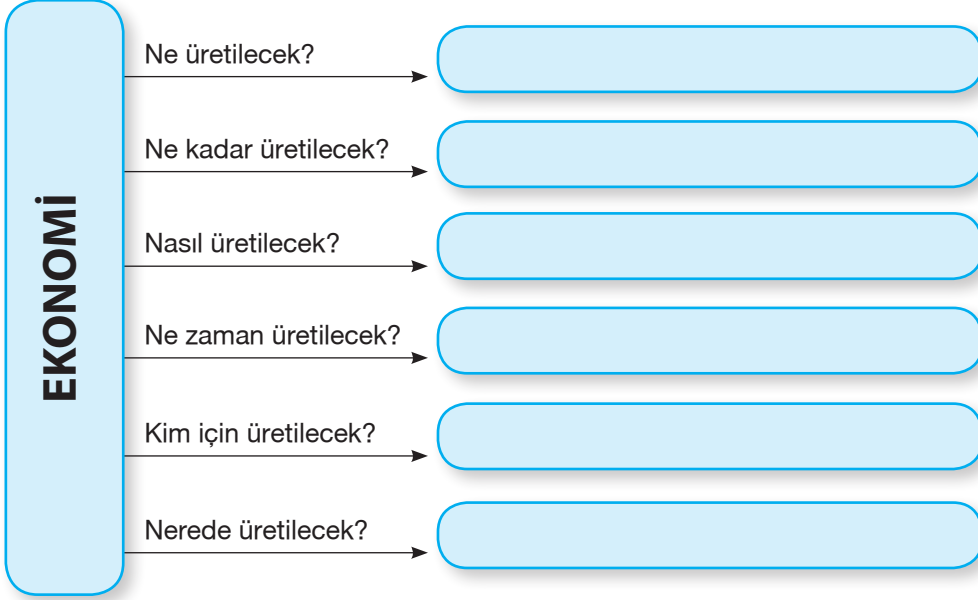 EKONOMİ
Ne üretilecek?
Ne kadar üretilecek?
Nasıl üretilecek?
Ne zaman üretilecek?
Kim için üretilecek?
Nerede üretilecek?